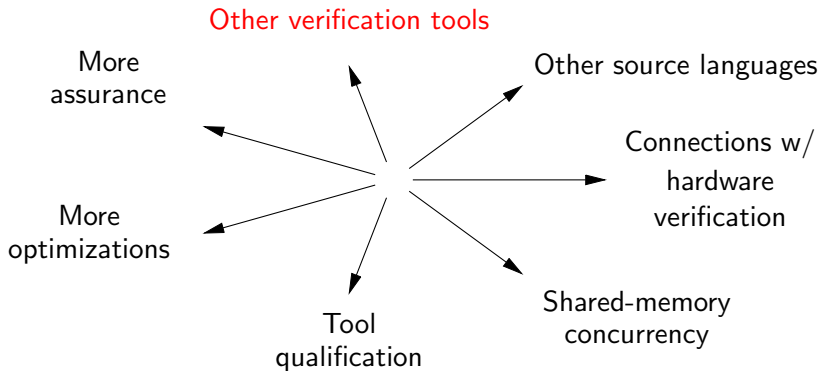 Other verification tools
More
assurance
Other source languages
Connections w/
hardware
verification
More
optimizations
Shared-memory
concurrency
Tool
qualification